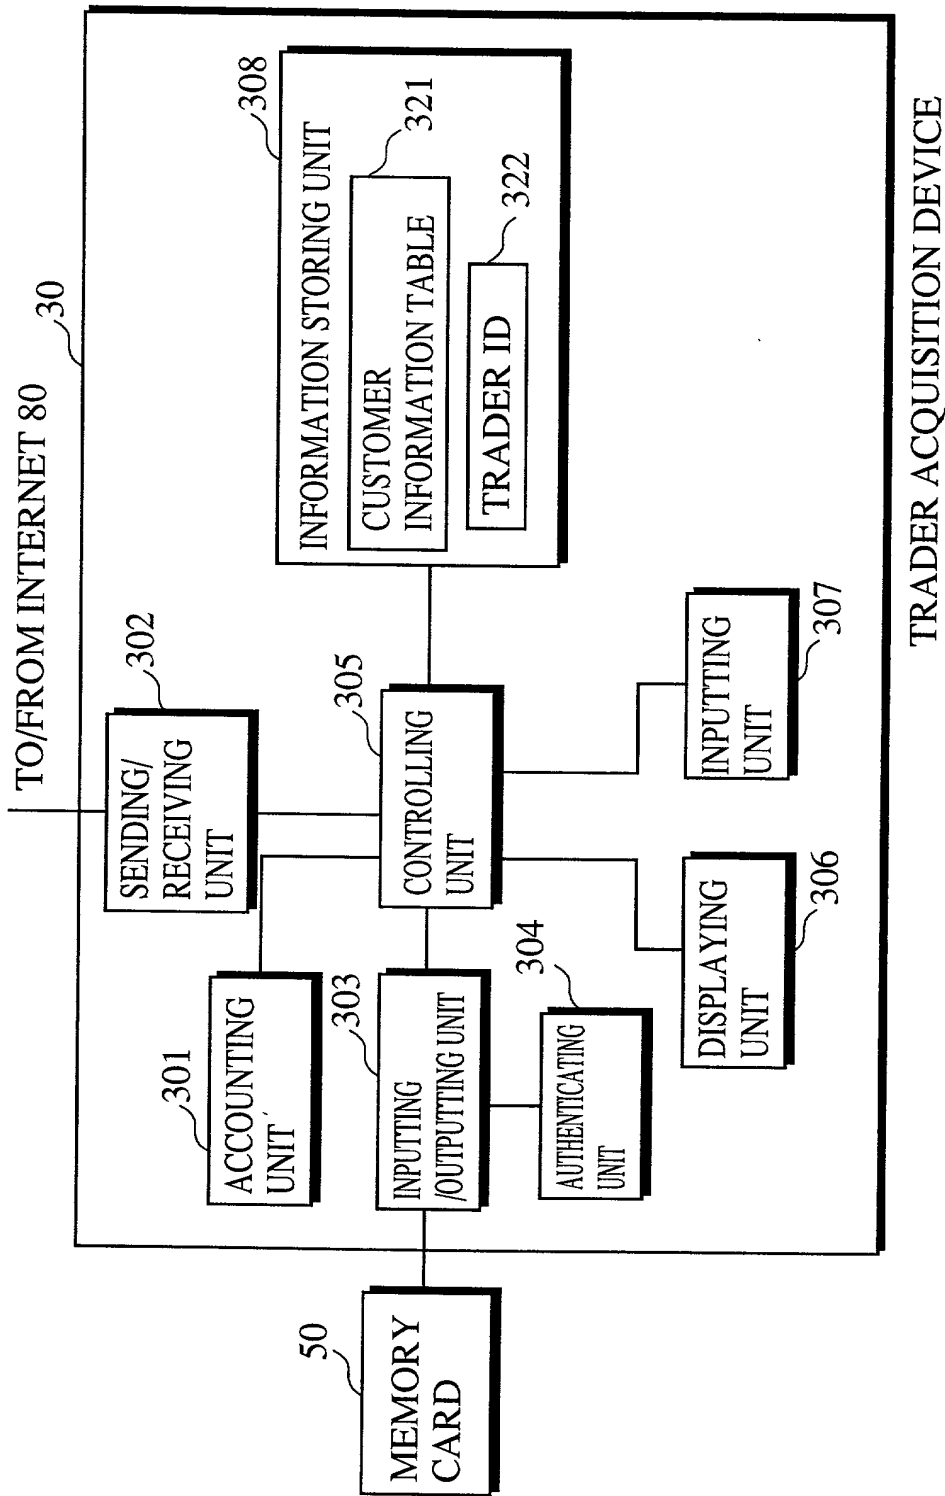 TO/FROM INTERNET 80
30
302
SENDING/
RECEIVING
UNIT
308
INFORMATION STORING UNIT
321
CUSTOMER
INFORMATION TABLE
322
TRADER ID
301
ACCOUNTING
UNIT
305
CONTROLLING
UNIT
303
INPUTTING
/OUTPUTTING UNIT
50
MEMORY
CARD
304
AUTHENTICATING
UNIT
DISPLAYING
UNIT
306
INPUTTING
UNIT
307
TRADER ACQUISITION DEVICE